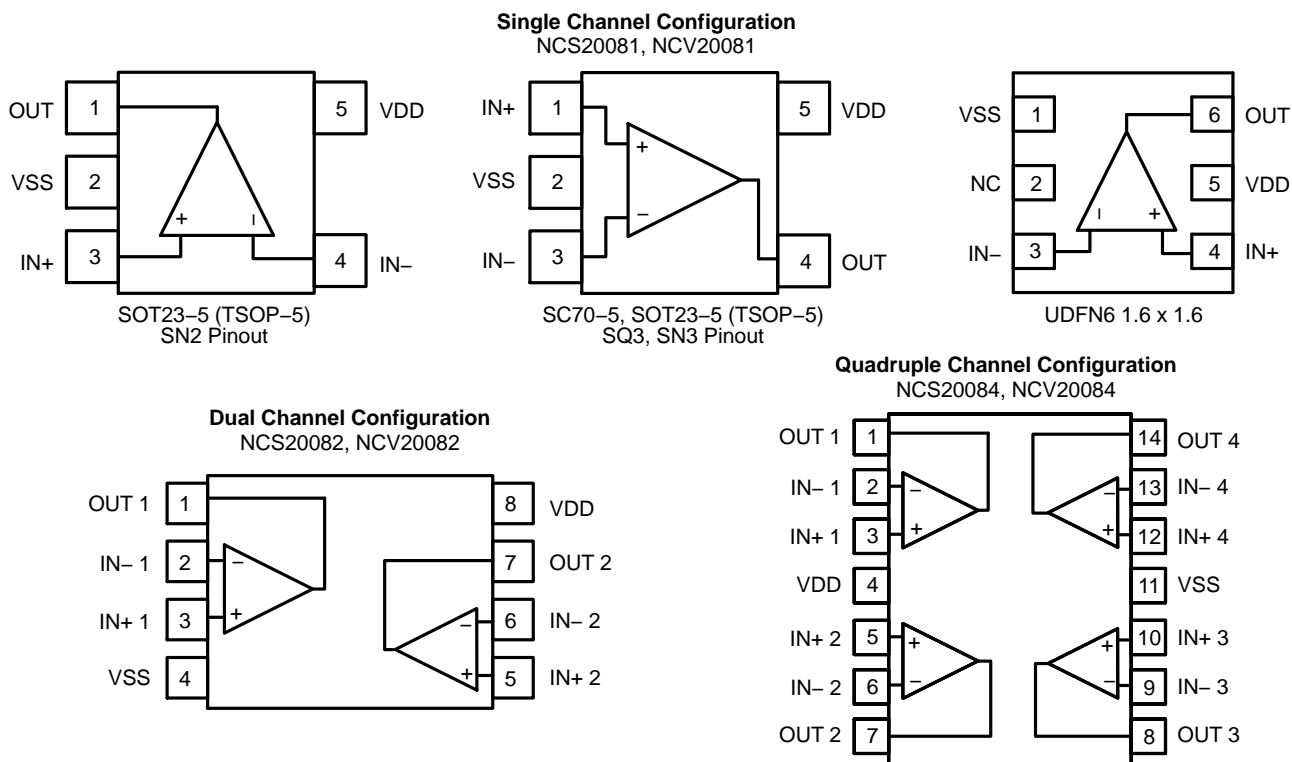 Single Channel Configuration
NCS20081, NCV20081
OUT 1
VSS 2
IN+ 3
5 VDD
4 IN−
+ −
SOT23−5 (TSOP−5)
SN2 Pinout
IN+ 1
VSS 2
IN− 3
5 VDD
4 OUT
+
−
SC70−5, SOT23−5 (TSOP−5)
SQ3, SN3 Pinout
VSS 1
NC 2
IN− 3
6 OUT
5 VDD
4 IN+
− +
UDFN6 1.6 x 1.6
Dual Channel Configuration
NCS20082, NCV20082
OUT 1 1
IN− 1 2
IN+ 1 3
VSS 4
−
+
8 VDD
7 OUT 2
6 IN− 2
5 IN+ 2
−
+
Quadruple Channel Configuration
NCS20084, NCV20084
OUT 1 1
IN− 1 2 −
IN+ 1 3 +
VDD 4
IN+ 2 5 +
IN− 2 6 −
OUT 2 7
14 OUT 4
− 13 IN− 4
+ 12 IN+ 4
11 VSS
+ 10 IN+ 3
− 9 IN− 3
8 OUT 3